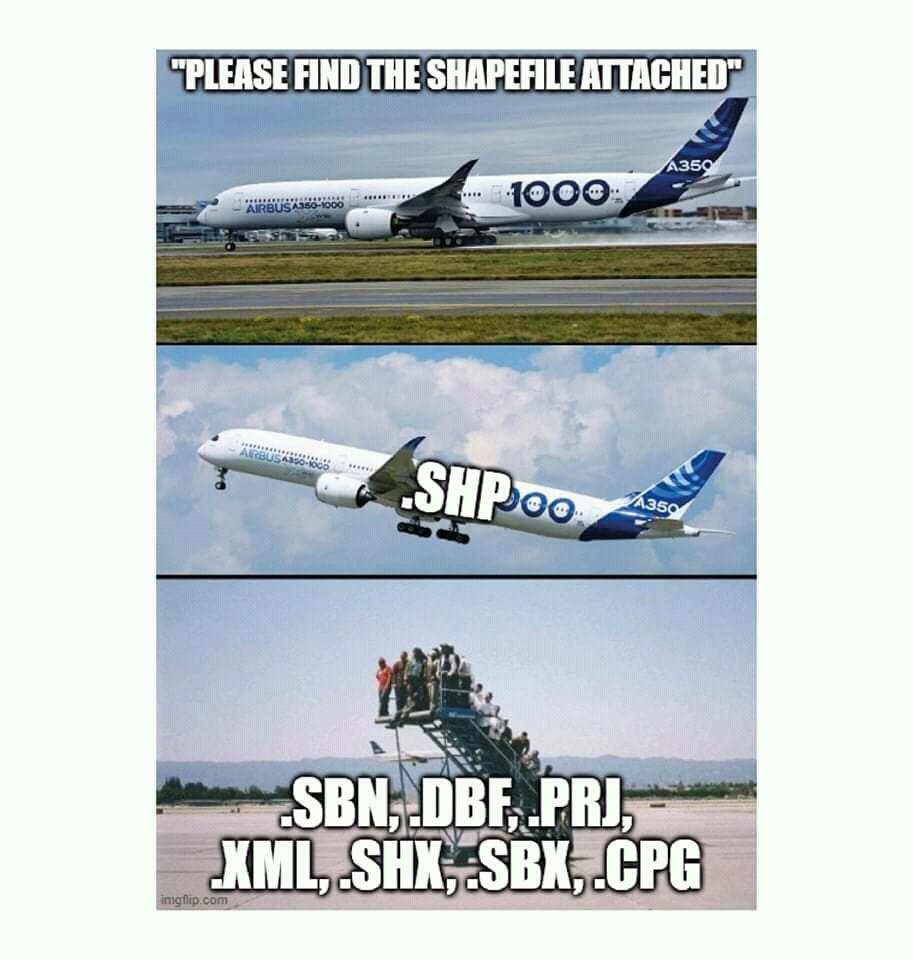 "PLEASE FIND THE SHAPEFILE ATTACHED"
A350
AIRBUS A350-1000
1000
AIRBUS A350-1000
.SHP
000
A350
.SBN, .DBF, .PRJ,
.XML, .SHX, .SBX, .CPG
imgflip.com